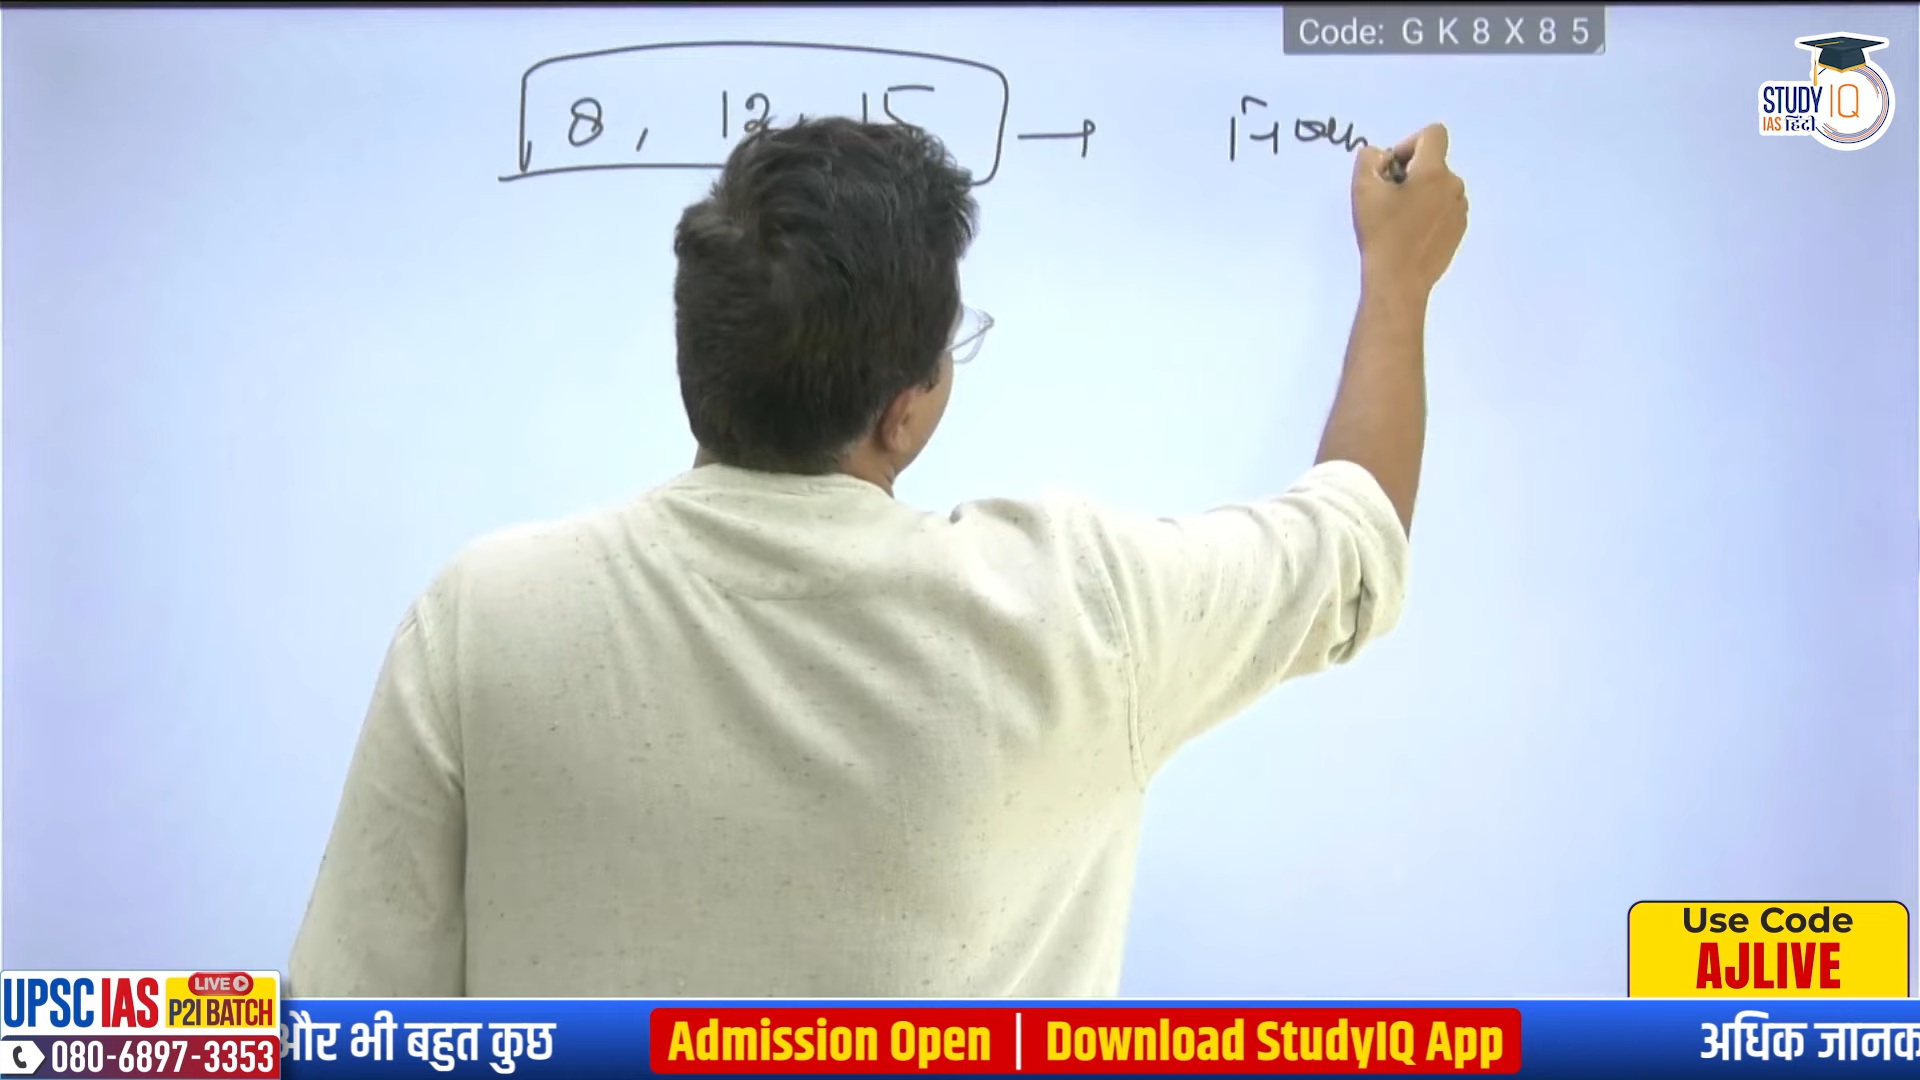 Code: G K 8 X 8 5
STUDY IQ
IAS हिंदी
8, 12, 15 →
Use Code
AJLIVE
UPSC IAS LIVE
P2I BATCH
080-6897-3353
और भी बहुत कुछ Admission Open | Download StudyIQ App अधिक जानक